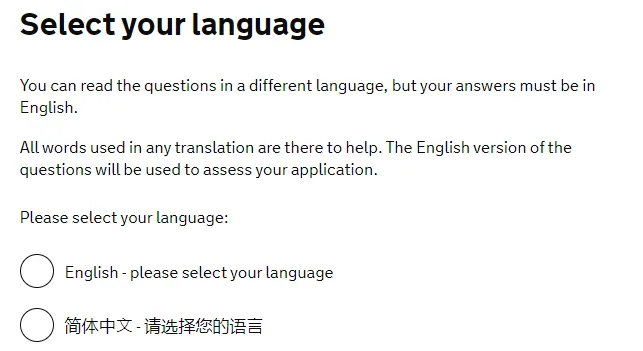 Select your language
You can read the questions in a different language, but your answers must be in
English.
All words used in any translation are there to help. The English version of the
questions will be used to assess your application.
Please select your language:
English - please select your language
简体中文 - 请选择您的语言